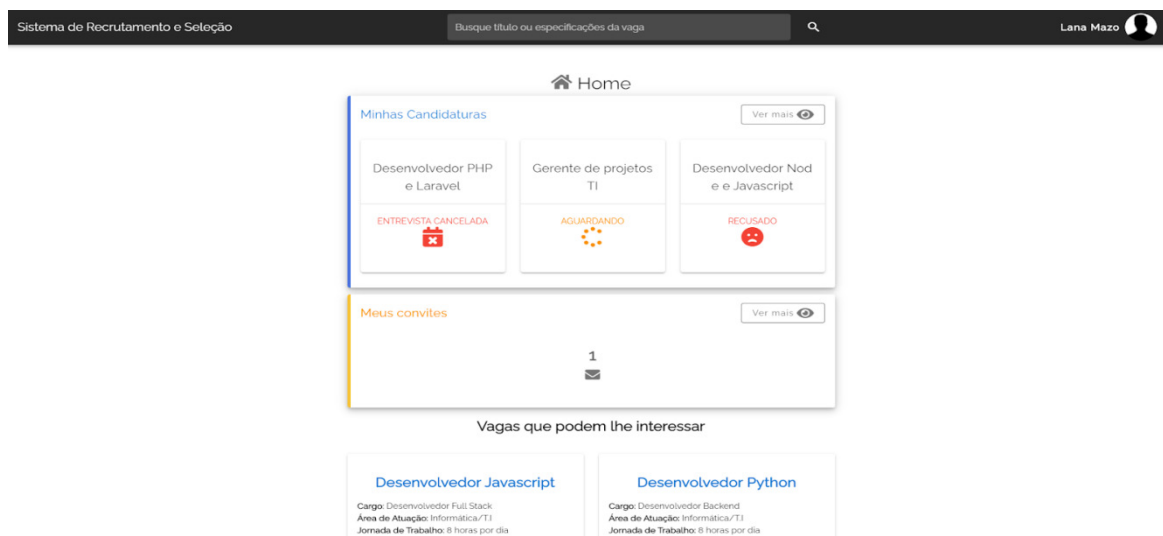 Sistema de Recrutamento e Seleção
Busque título ou especificações da vaga
Lana Mazo
Home
Minhas Candidaturas
Ver mais
Desenvolvedor PHP
e Laravel
ENTREVISTA CANCELADA
Gerente de projetos
TI
AGUARDANDO
Desenvolvedor Nod
e e Javascript
RECUSADO
Meus convites
Ver mais
1
Vagas que podem lhe interessar
Desenvolvedor Javascript
Cargo: Desenvolvedor Full Stack
Área de Atuação: Informática/T.I
Jornada de Trabalho: 8 horas por dia
Desenvolvedor Python
Cargo: Desenvolvedor Backend
Área de Atuação: Informática/T.I
Jornada de Trabalho: 8 horas por dia